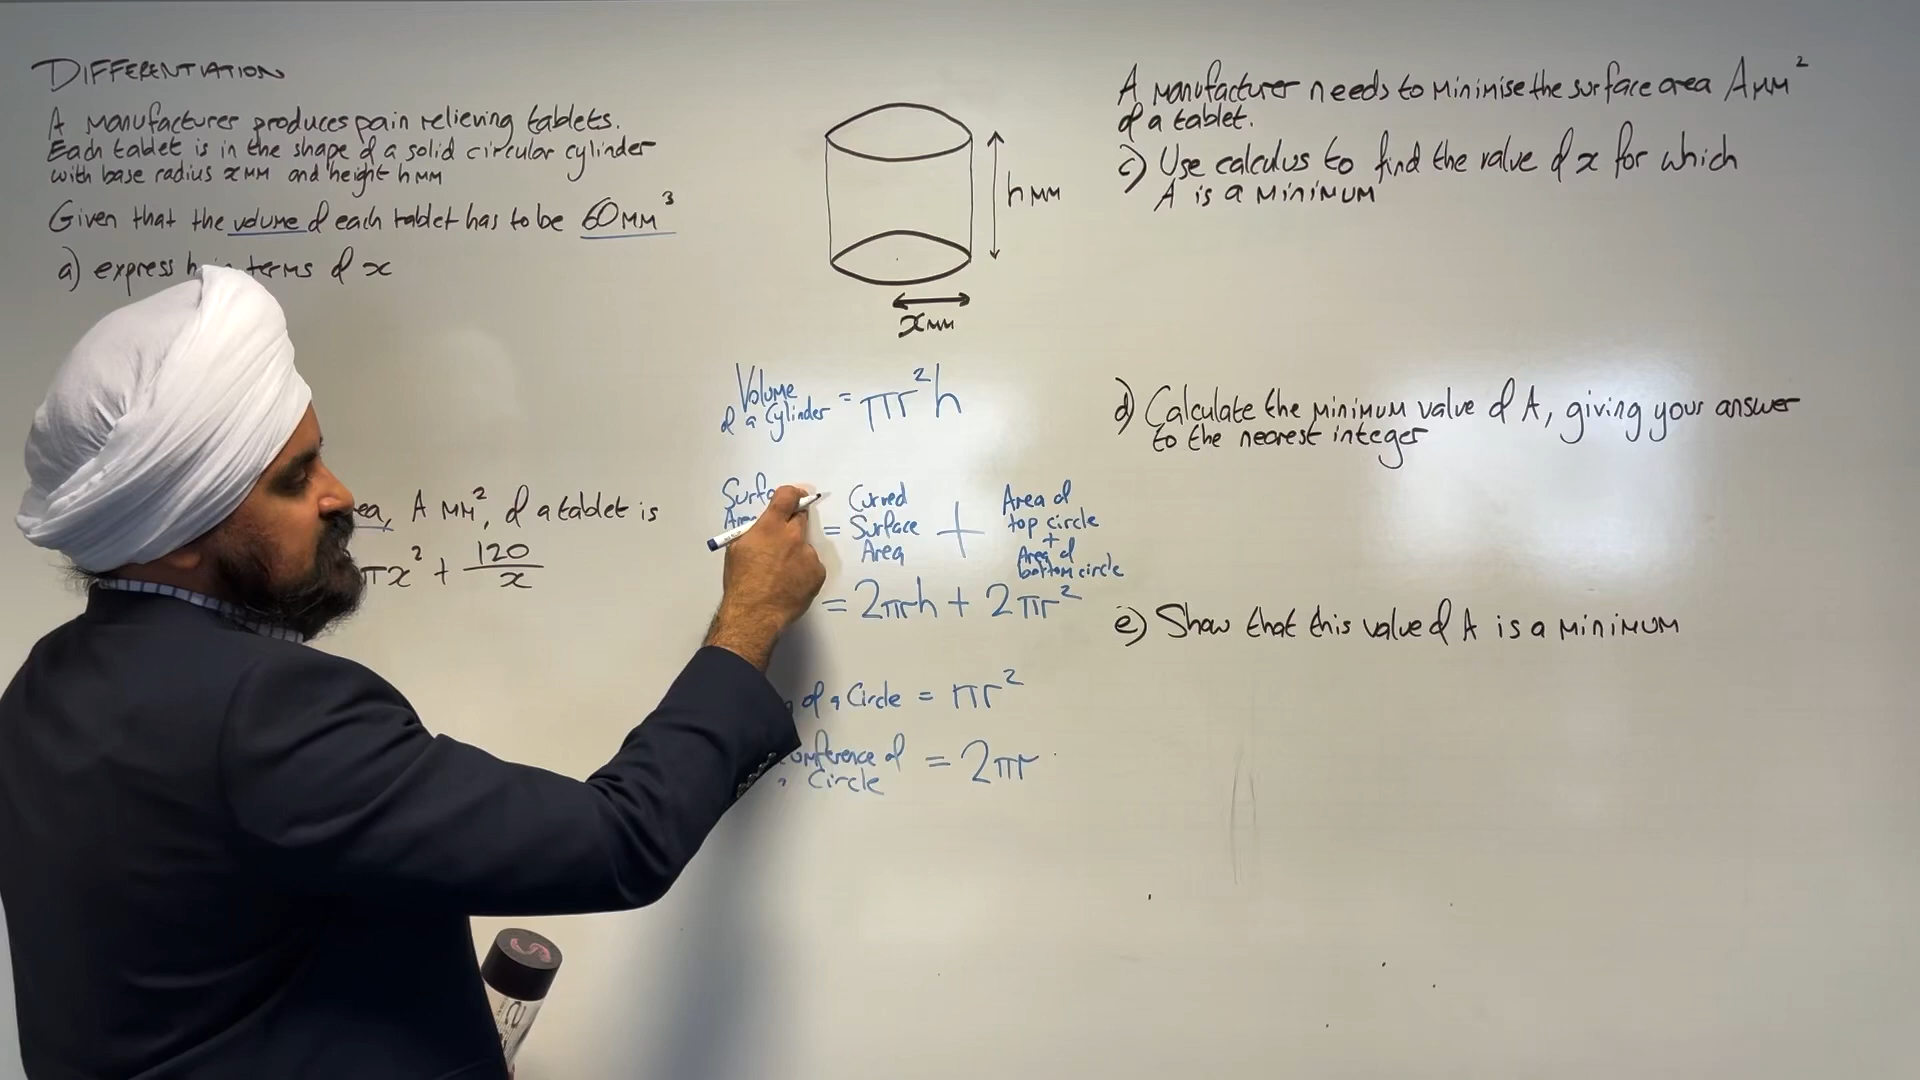 DIFFERENTIATION
A manufacturer produces pain relieving tablets.
Each tablet is in the shape of a solid circular cylinder
with base radius x mm and height h mm
Given that the volume of each tablet has to be 60mm³
a) express h terms of x
A mm², of a tablet is
πx² + 120/x
h mm
x mm
Volume of a Cylinder = πr²h
= Curved Surface Area + Area of top circle + Area of bottom circle
= 2πrh + 2πr²
of a Circle = πr²
Circle = 2πr
A manufacturer needs to minimise the surface area A mm²
of a tablet.
c) Use calculus to find the value of x for which
A is a minimum
d) Calculate the minimum value of A, giving your answer
to the nearest integer
e) Show that this value of A is a minimum